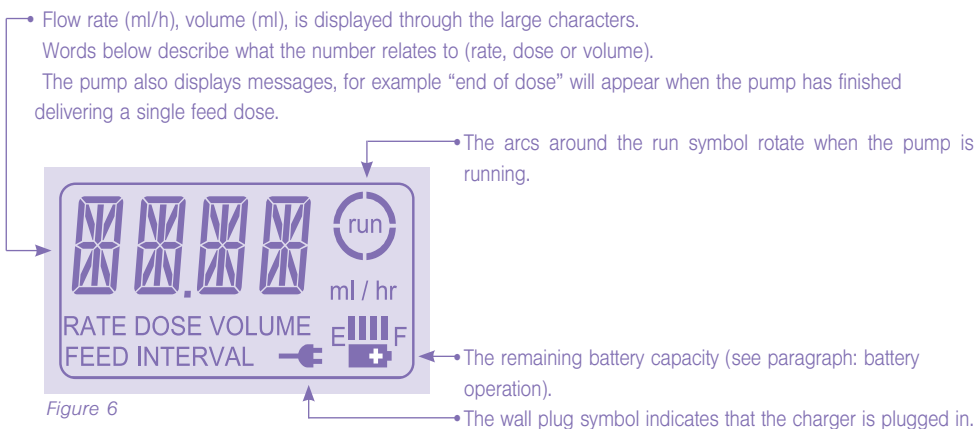 Flow rate (ml/h), volume (ml), is displayed through the large characters.
Words below describe what the number relates to (rate, dose or volume).
The pump also displays messages, for example “end of dose” will appear when the pump has finished
delivering a single feed dose.
The arcs around the run symbol rotate when the pump is
running.
run
ml / hr
RATE DOSE VOLUME
E F
FEED INTERVAL
The remaining battery capacity (see paragraph: battery
operation).
Figure 6
The wall plug symbol indicates that the charger is plugged in.